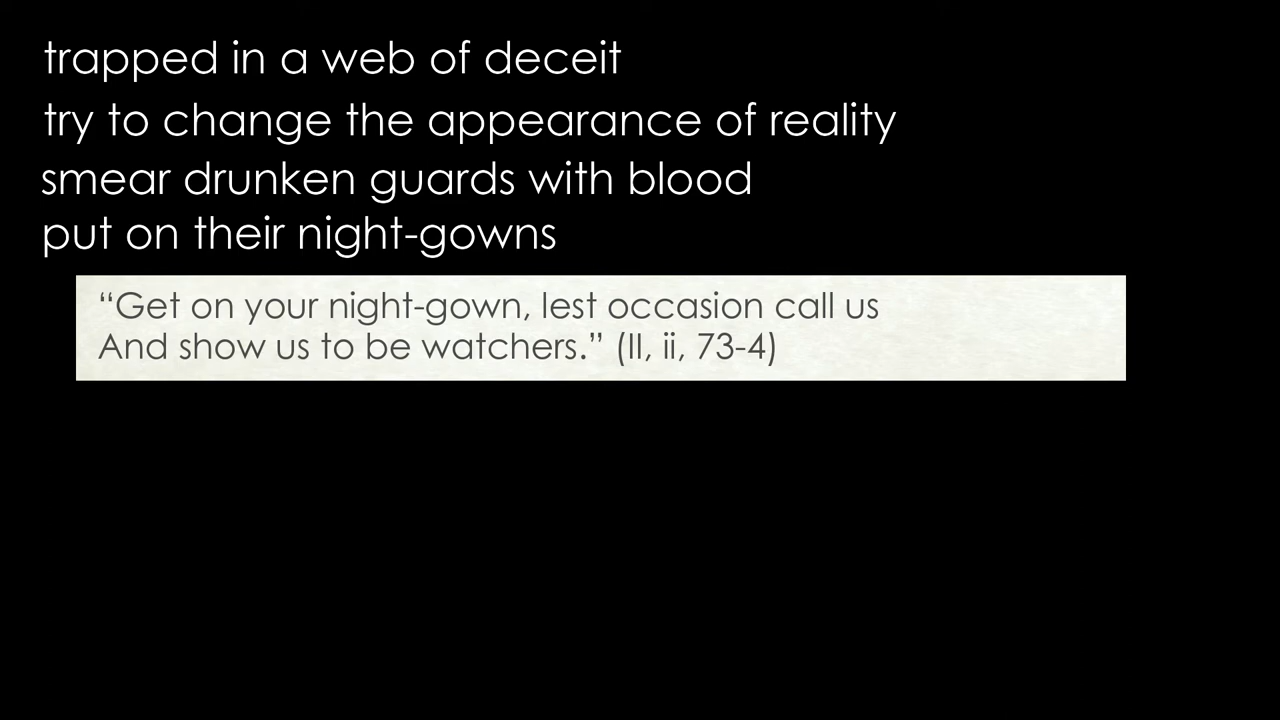 trapped in a web of deceit
try to change the appearance of reality
smear drunken guards with blood
put on their night-gowns
“Get on your night-gown, lest occasion call us
And show us to be watchers.” (II, ii, 73-4)